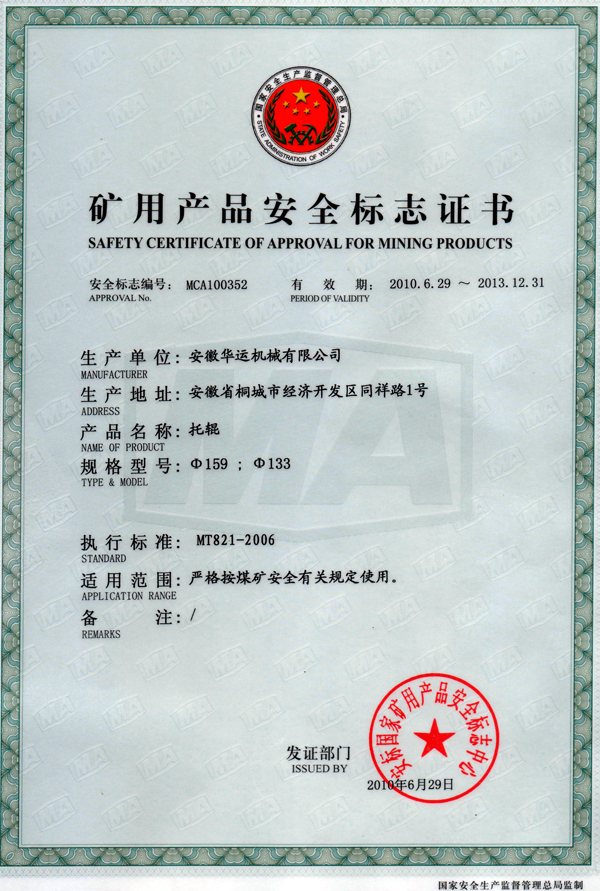 国家安全生产监督管理总局
STATE ADMINISTRATION OF WORK SAFETY
矿用产品安全标志证书
SAFETY CERTIFICATE OF APPROVAL FOR MINING PRODUCTS
安全标志编号： MCA100352 有 效 期： 2010.6.29 ～ 2013.12.31
APPROVAL No. PERIOD OF VALIDITY
生产单位：安徽华运机械有限公司
MANUFACTURER
生产地址：安徽省桐城市经济开发区同祥路1号
ADDRESS
产品名称：托辊
NAME OF PRODUCT
规格型号：Φ159 ；Φ133
TYPE & MODEL
MA
执行标准： MT821-2006
STANDARD
适用范围：严格按煤矿安全有关规定使用。
APPLICATION RANGE
备 注：/
REMARKS
安标国家矿用产品安全标志中心
发证部门
ISSUED BY
2010年6月29日
国家安全生产监督管理总局监制